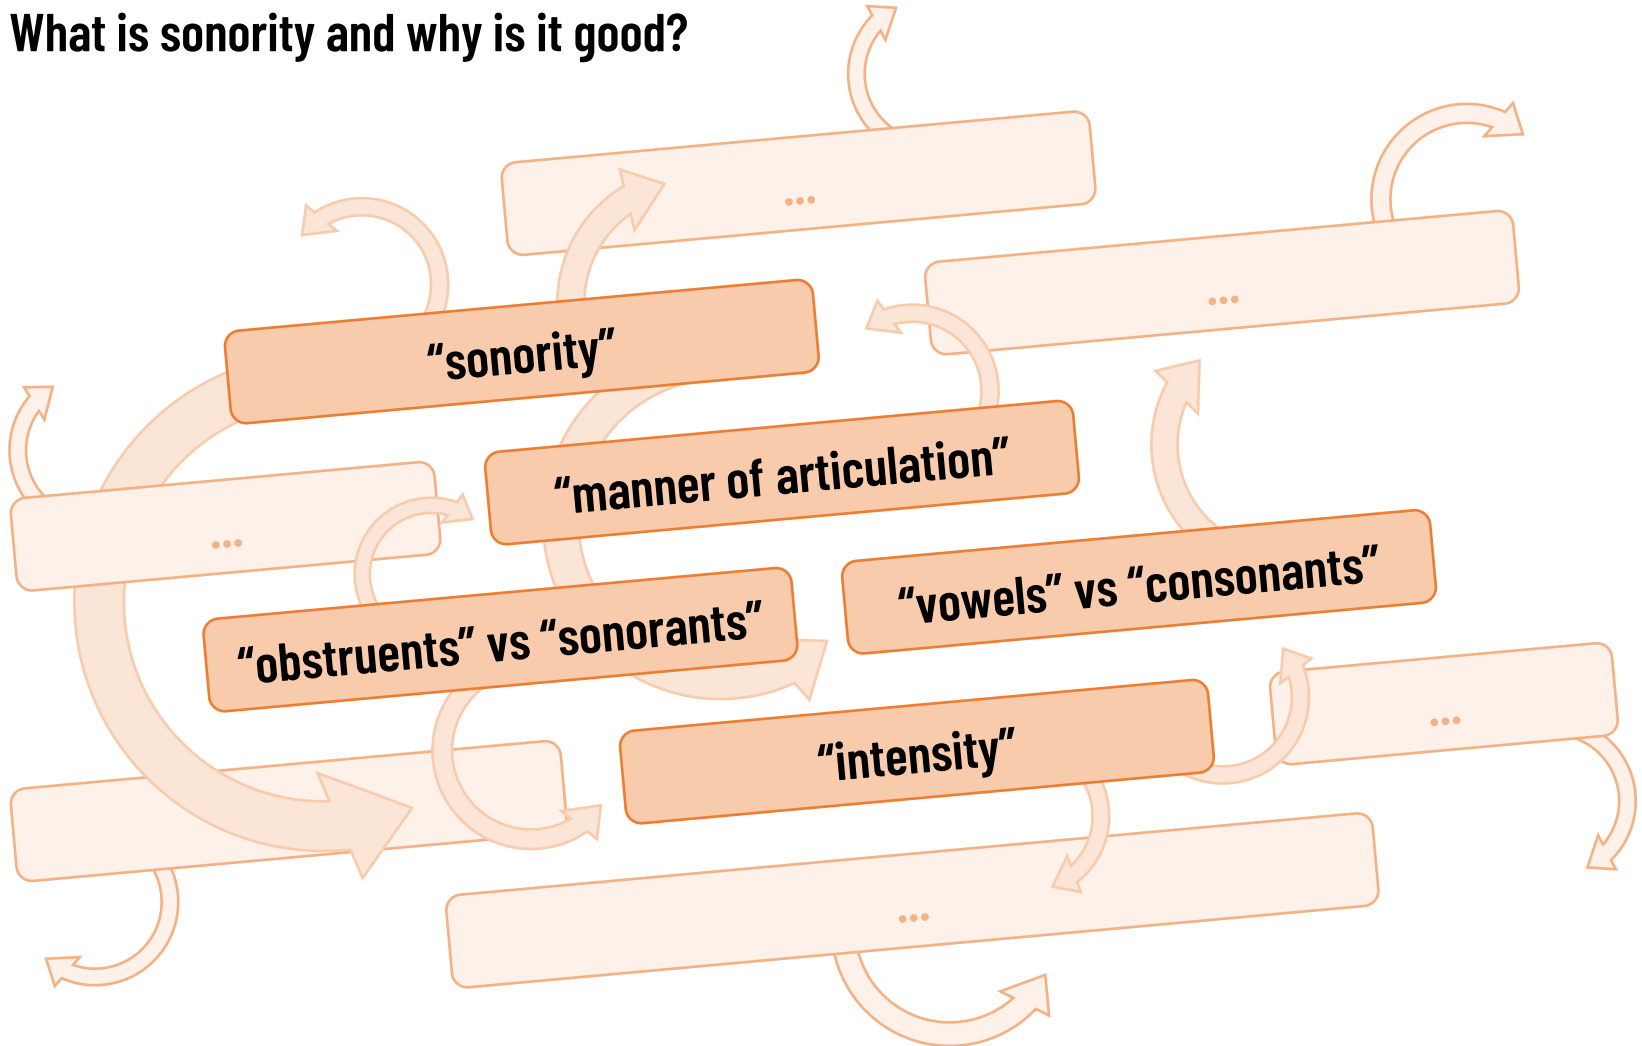 What is sonority and why is it good?
...
...
“sonority”
“manner of articulation”
...
“vowels” vs “consonants”
“obstruents” vs “sonorants”
...
“intensity”
...